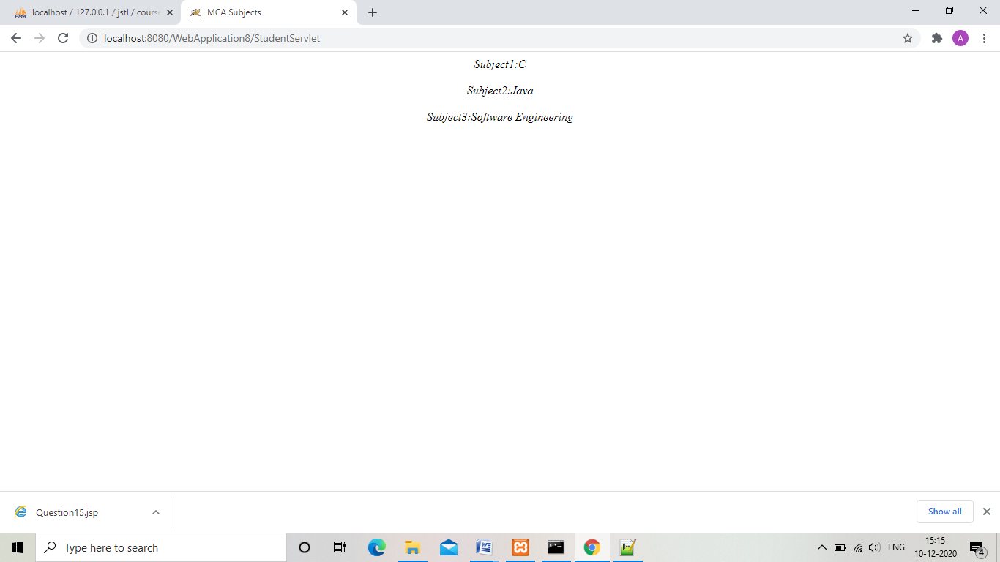 localhost / 127.0.0.1 / jstl / cours
MCA Subjects
localhost:8080/WebApplication8/StudentServlet
A
Subject1:C
Subject2:Java
Subject3:Software Engineering
Question15.jsp
Show all
Type here to search
ENG
15:15
10-12-2020
4